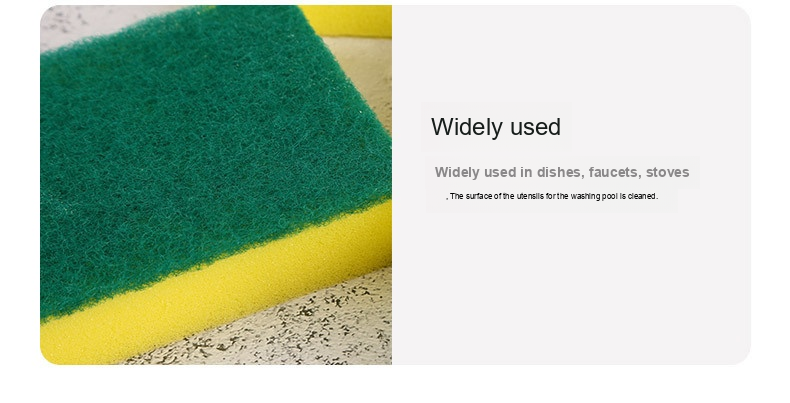 Widely used
Widely used in dishes, faucets, stoves
, The surface of the utensils for the washing pool is cleaned.